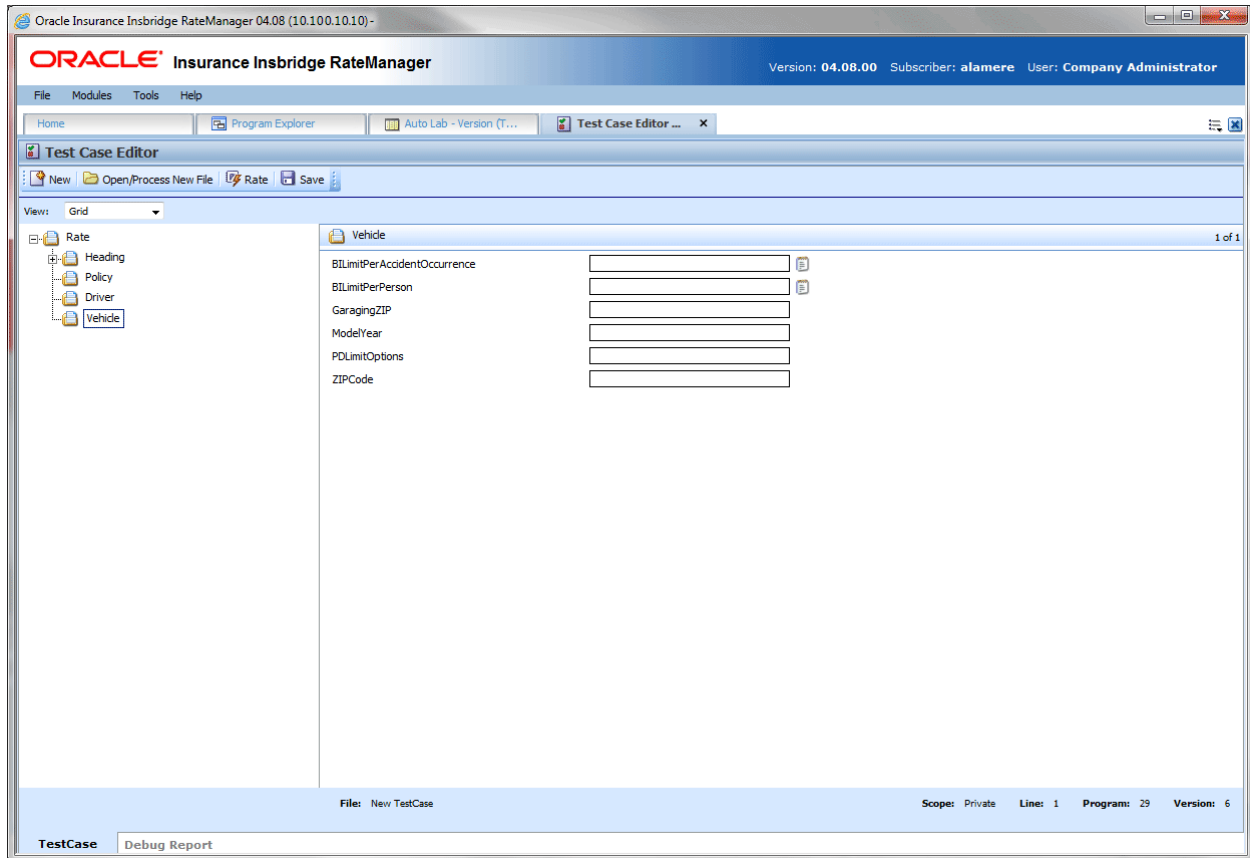 Oracle Insurance Insbridge RateManager 04.08 (10.100.10.10) -
ORACLE Insurance Insbridge RateManager
Version: 04.08.00 Subscriber: alamere User: Company Administrator
File Modules Tools Help
Home Program Explorer Auto Lab - Version (T... Test Case Editor ... x
Test Case Editor
New Open/Process New File Rate Save
View: Grid
Rate
Heading
Policy
Driver
Vehicle
Vehicle 1 of 1
BILimitPerAccidentOccurrence
BILimitPerPerson
GaragingZIP
ModelYear
PDLimitOptions
ZIPCode
File: New TestCase Scope: Private Line: 1 Program: 29 Version: 6
TestCase Debug Report